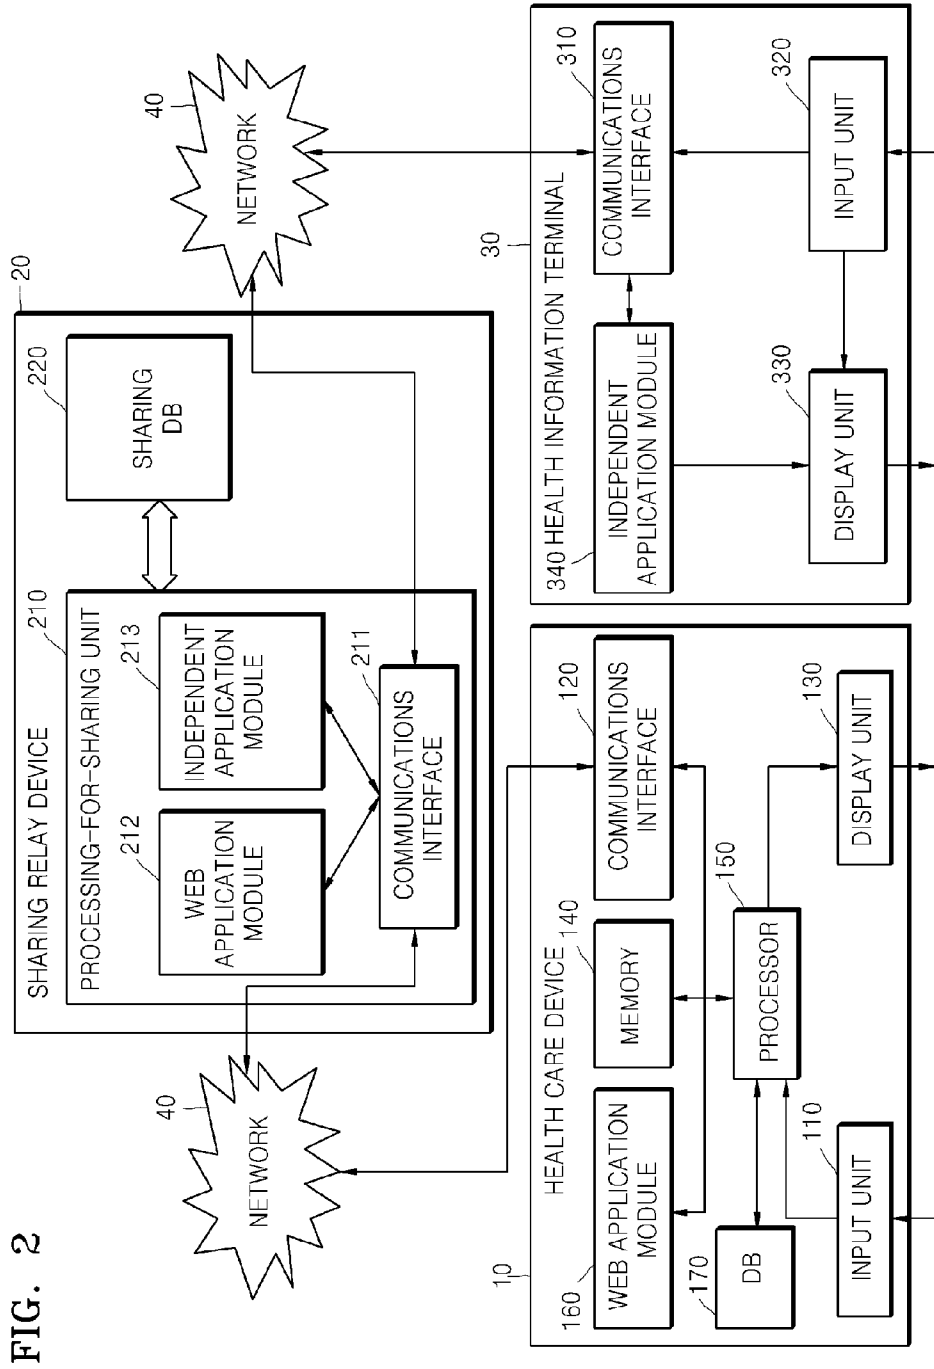 FIG. 2
20
SHARING RELAY DEVICE
210
PROCESSING-FOR-SHARING UNIT
212
WEB
APPLICATION
MODULE
213
INDEPENDENT
APPLICATION
MODULE
220
SHARING
DB
211
COMMUNICATIONS
INTERFACE
40
NETWORK
40
NETWORK
10
HEALTH CARE DEVICE
160
WEB APPLICATION
MODULE
140
MEMORY
120
COMMUNICATIONS
INTERFACE
170
DB
150
PROCESSOR
110
INPUT UNIT
130
DISPLAY UNIT
30
HEALTH INFORMATION TERMINAL
340
INDEPENDENT
APPLICATION MODULE
310
COMMUNICATIONS
INTERFACE
330
DISPLAY UNIT
320
INPUT UNIT